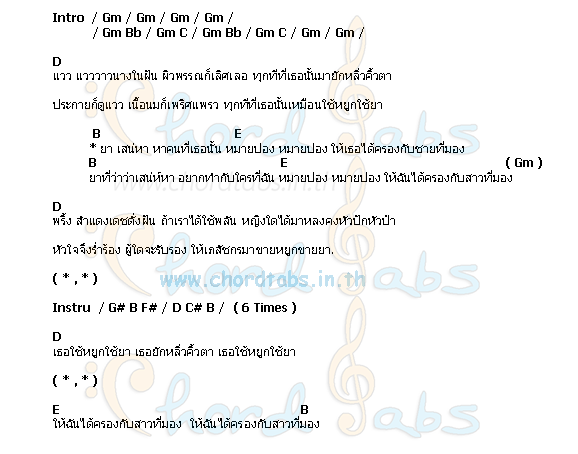 Intro / Gm / Gm / Gm / Gm /
/ Gm Bb / Gm C / Gm Bb / Gm C / Gm / Gm /
D
แวว แวววาวนางในฝัน ผิวพรรณก็เลิศเลอ ทุกทีที่เธอนั้นมายักหลิ่วคิ้วตา
ประกายก็ดูแวว เนื้อนมก็เพริศแพรว ทุกทีที่เธอนั้นเหมือนใช้หยูกใช้ยา
B E
* ยา เสน่หา หาคนที่เธอนั้น หมายปอง หมายปอง ให้เธอได้ครองกับชายที่มอง
B E ( Gm )
ยาที่ว่าว่าเสน่ห์หา อยากทำกับใครที่ฉัน หมายปอง หมายปอง ให้ฉันได้ครองกับสาวที่มอง
D
พริ้ง สำแดงเดชดั่งฝัน ถ้าเราได้ใช้พลัน หญิงใดได้มาหลงคงหัวปักหัวปำ
หัวใจจึงร่ำร้อง ผู้ใดจะรับรอง ให้เภสัชกรมาขายหยูกขายยา.
( * , * )
www.chordtabs.in.th
Instru / G# B F# / D C# B / ( 6 Times )
D
เธอใช้หยูกใช้ยา เธอยักหลิ่วคิ้วตา เธอใช้หยูกใช้ยา
( * , * )
E B
ให้ฉันได้ครองกับสาวที่มอง ให้ฉันได้ครองกับสาวที่มอง